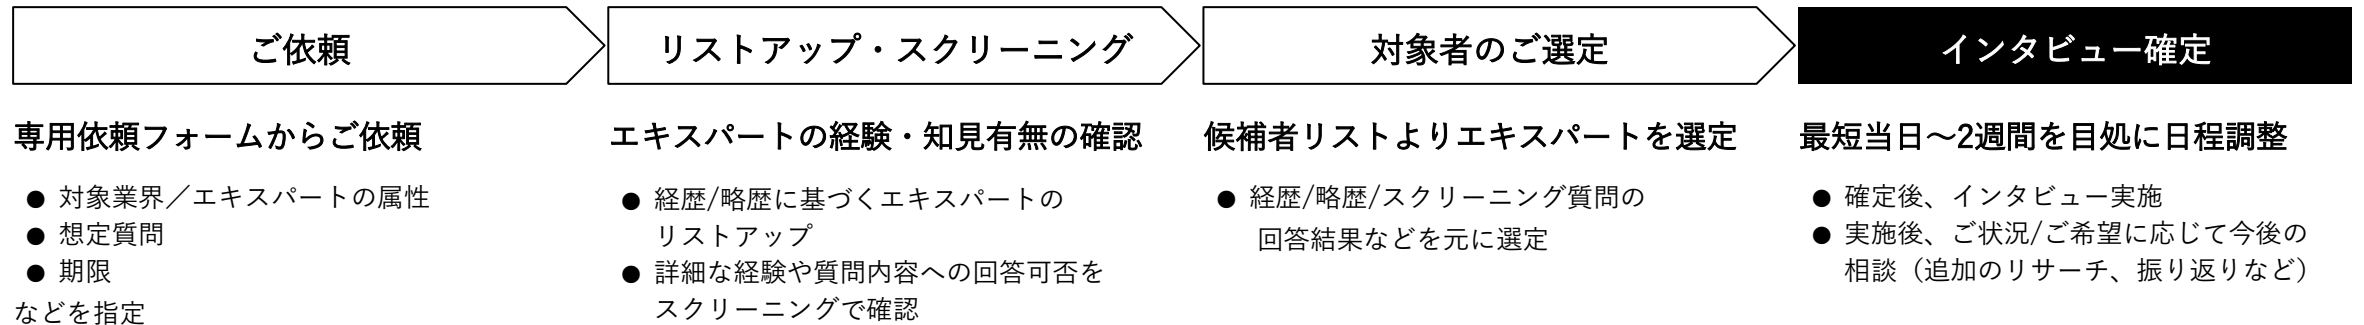 ご依頼
専用依頼フォームからご依頼
● 対象業界／エキスパートの属性
● 想定質問
● 期限
などを指定
リストアップ・スクリーニング
エキスパートの経験・知見有無の確認
● 経歴/略歴に基づくエキスパートの
リストアップ
● 詳細な経験や質問内容への回答可否を
スクリーニングで確認
対象者のご選定
候補者リストよりエキスパートを選定
● 経歴/略歴/スクリーニング質問の
回答結果などを元に選定
インタビュー確定
最短当日〜2週間を目処に日程調整
● 確定後、インタビュー実施
● 実施後、ご状況/ご希望に応じて今後の
相談（追加のリサーチ、振り返りなど）